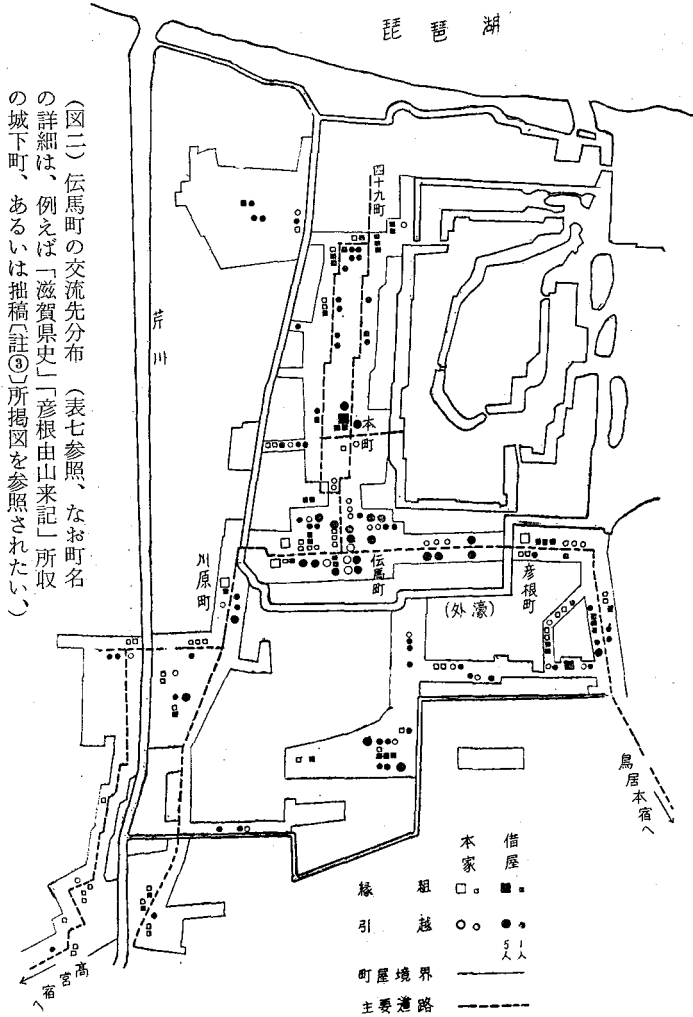 琵琶湖
四十九町
芹川
本町
川原町
伝馬町
彦根町
(外濠)
鳥居本宿へ
高宮宿へ
本家
借屋
縁組
引越
5人
1人
町屋境界
主要道路
(図二) 伝馬町の交流先分布 (表七参照、なお町名
の詳細は、例えば「滋賀県史」「彦根由山来記」所収
の城下町、あるいは拙稿〔註③〕所掲図を参照されたい、)